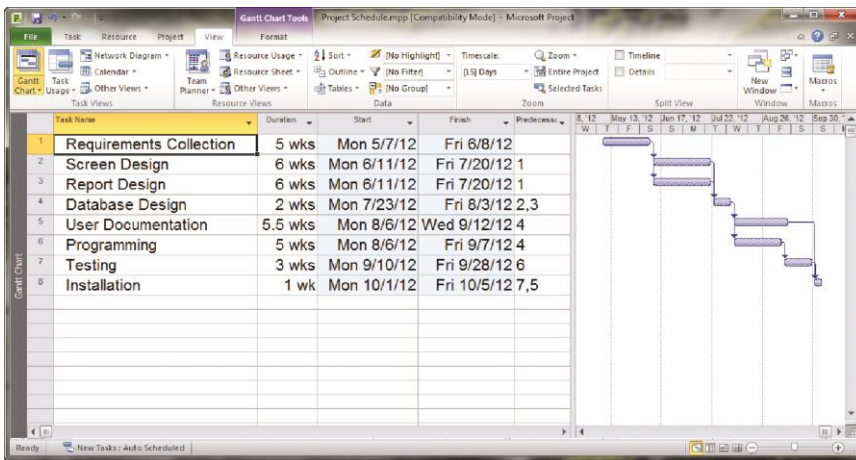 Gantt Chart Tools Project Schedule.mpp [Compatibility Mode] - Microsoft Project
File Task Resource Project View Format
Gantt Chart Task Usage Network Diagram Calendar Other Views Task Views
Team Planner Resource Usage Resource Sheet Other Views Resource Views
Sort Outline Tables [No Highlight] [No Filter] [No Group] Data
Timescale: [15] Days Zoom Entire Project Selected Tasks Zoom
Timeline Details Split View
New Window Window
Macros Macros
Task Name Duration Start Finish Predecess
8, '12 May 13, '12 Jun 17, '12 Jul 22, '12 Aug 26, '12 Sep 30, '1
W T F S S M T W T F S S
1 Requirements Collection 5 wks Mon 5/7/12 Fri 6/8/12
2 Screen Design 6 wks Mon 6/11/12 Fri 7/20/12 1
3 Report Design 6 wks Mon 6/11/12 Fri 7/20/12 1
4 Database Design 2 wks Mon 7/23/12 Fri 8/3/12 2,3
5 User Documentation 5.5 wks Mon 8/6/12 Wed 9/12/12 4
6 Programming 5 wks Mon 8/6/12 Fri 9/7/12 4
7 Testing 3 wks Mon 9/10/12 Fri 9/28/12 6
8 Installation 1 wk Mon 10/1/12 Fri 10/5/12 7,5
Gantt Chart
Ready New Tasks : Auto Scheduled